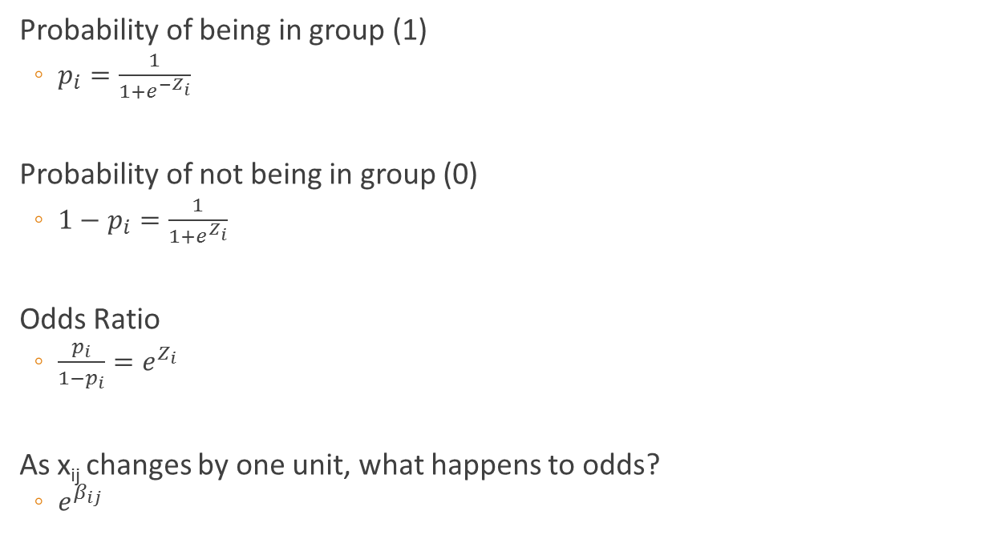 Probability of being in group (1)
◦ $p_i = \frac{1}{1+e^{-Z_i}}$
Probability of not being in group (0)
◦ $1 - p_i = \frac{1}{1+e^{Z_i}}$
Odds Ratio
◦ $\frac{p_i}{1-p_i} = e^{Z_i}$
As x_{ij} changes by one unit, what happens to odds?
◦ $e^{\beta_{ij}}$